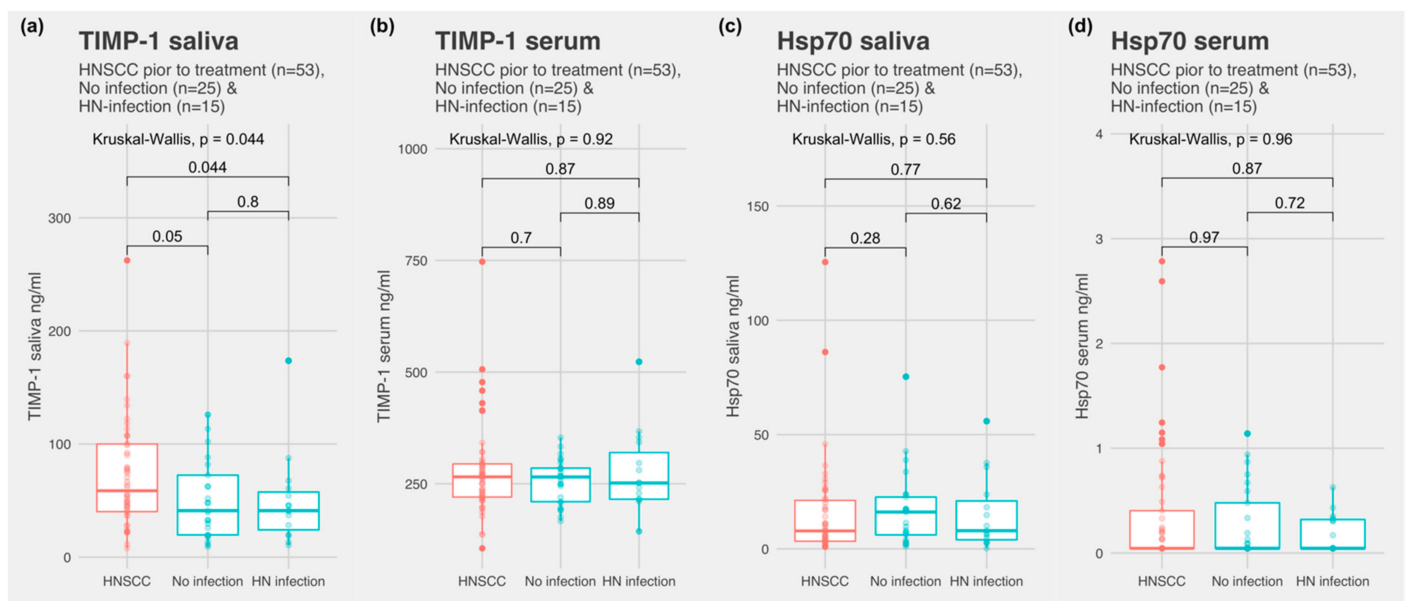 (a)
TIMP-1 saliva
HNSCC pior to treatment (n=53),
No infection (n=25) &
HN-infection (n=15)
Kruskal-Wallis, p = 0.044
0.044
0.8
0.05
300
200
100
0
TIMP-1 saliva ng/ml
HNSCC
No infection
HN infection
(b)
TIMP-1 serum
HNSCC pior to treatment (n=53),
No infection (n=25) &
HN-infection (n=15)
Kruskal-Wallis, p = 0.92
0.87
0.89
0.7
1000
750
500
250
TIMP-1 serum ng/ml
HNSCC
No infection
HN infection
(c)
Hsp70 saliva
HNSCC pior to treatment (n=53),
No infection (n=25) &
HN-infection (n=15)
Kruskal-Wallis, p = 0.56
0.77
0.62
0.28
150
100
50
0
Hsp70 saliva ng/ml
HNSCC
No infection
HN infection
(d)
Hsp70 serum
HNSCC pior to treatment (n=53),
No infection (n=25) &
HN-infection (n=15)
Kruskal-Wallis, p = 0.96
0.87
0.72
0.97
4
3
2
1
0
Hsp70 serum ng/ml
HNSCC
No infection
HN infection